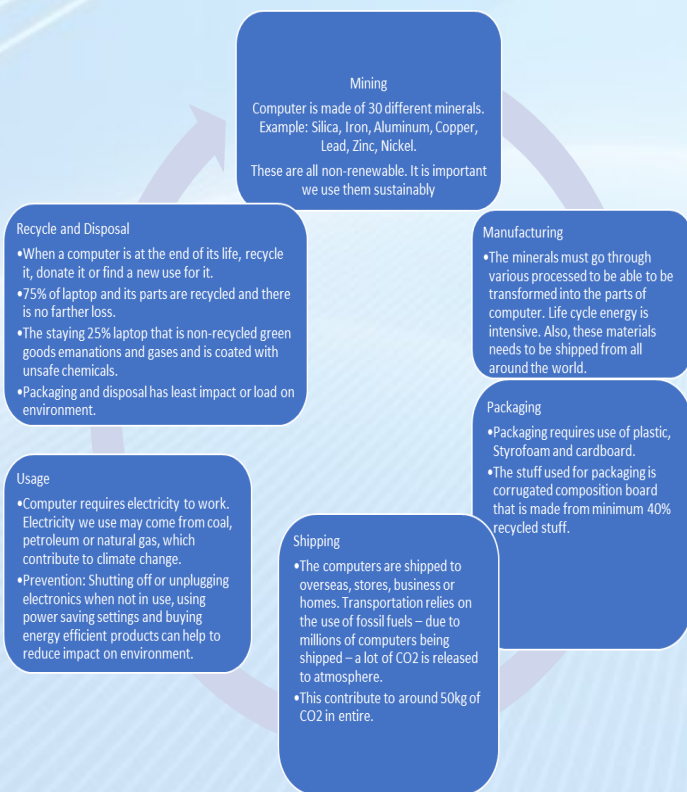 Mining
Computer is made of 30 different minerals.
Example: Silica, Iron, Aluminum, Copper,
Lead, Zinc, Nickel.
These are all non-renewable. It is important
we use them sustainably
Manufacturing
•The minerals must go through
various processed to be able to be
transformed into the parts of
computer. Life cycle energy is
intensive. Also, these materials
needs to be shipped from all
around the world.
Packaging
•Packaging requires use of plastic,
Styrofoam and cardboard.
•The stuff used for packaging is
corrugated composition board
that is made from minimum 40%
recycled stuff.
Shipping
•The computers are shipped to
overseas, stores, business or
homes. Transportation relies on
the use of fossil fuels – due to
millions of computers being
shipped – a lot of CO2 is released
to atmosphere.
•This contribute to around 50kg of
CO2 in entire.
Usage
•Computer requires electricity to work.
Electricity we use may come from coal,
petroleum or natural gas, which
contribute to climate change.
•Prevention: Shutting off or unplugging
electronics when not in use, using
power saving settings and buying
energy efficient products can help to
reduce impact on environment.
Recycle and Disposal
•When a computer is at the end of its life, recycle
it, donate it or find a new use for it.
•75% of laptop and its parts are recycled and there
is no farther loss.
•The staying 25% laptop that is non-recycled green
goods emanations and gases and is coated with
unsafe chemicals.
•Packaging and disposal has least impact or load on
environment.